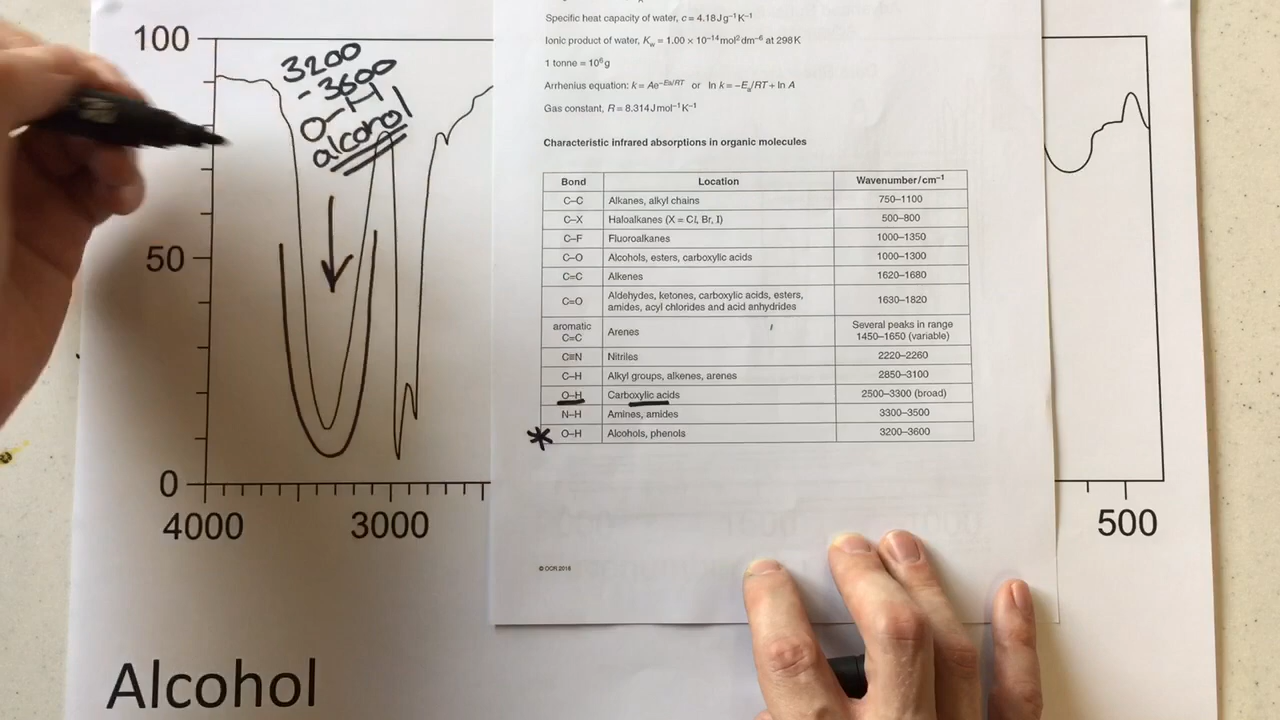 Specific heat capacity of water, c = 4.18 J g⁻¹ K⁻¹
Ionic product of water, Kw = 1.00 × 10⁻¹⁴ mol² dm⁻⁶ at 298 K
1 tonne = 10⁶ g
Arrhenius equation: k = Ae^–Ea/RT or ln k = –Ea/RT + ln A
Gas constant, R = 8.314 J mol⁻¹ K⁻¹
Characteristic infrared absorptions in organic molecules
Bond Location Wavenumber/cm⁻¹
C–C Alkanes, alkyl chains 750–1100
C–X Haloalkanes (X = Cl, Br, I) 500–800
C–F Fluoroalkanes 1000–1350
C–O Alcohols, esters, carboxylic acids 1000–1300
C=C Alkenes 1620–1680
C=O Aldehydes, ketones, carboxylic acids, esters,
amides, acyl chlorides and acid anhydrides 1630–1820
aromatic
C=C Arenes Several peaks in range
1450–1650 (variable)
C≡N Nitriles 2220–2260
C–H Alkyl groups, alkenes, arenes 2850–3100
O–H Carboxylic acids 2500–3300 (broad)
N–H Amines, amides 3300–3500
* O–H Alcohols, phenols 3200–3600
© OCR 2016
100
50
0
4000 3000 500
3200
- 3600
O-H
alcohol
Alcohol